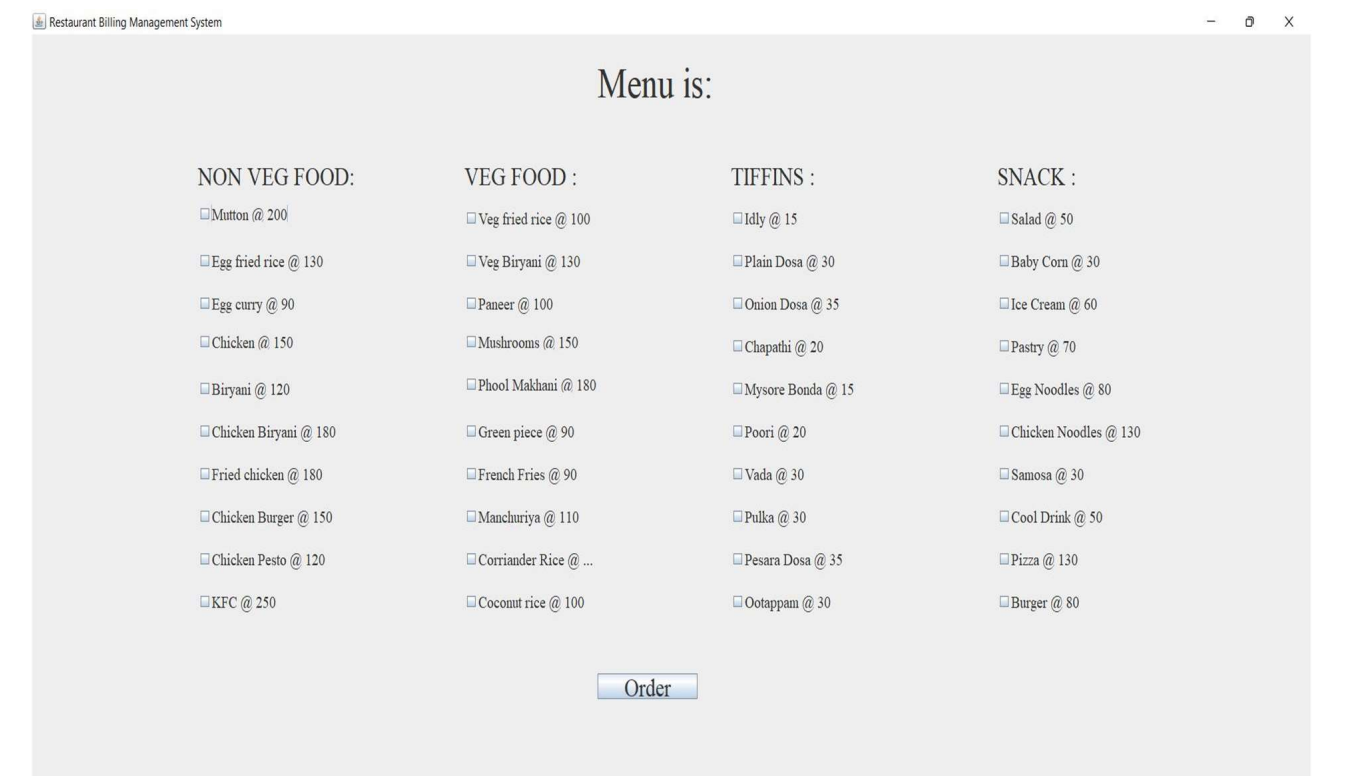 Restaurant Billing Management System
Menu is:
NON VEG FOOD:
Mutton @ 200
Egg fried rice @ 130
Egg curry @ 90
Chicken @ 150
Biryani @ 120
Chicken Biryani @ 180
Fried chicken @ 180
Chicken Burger @ 150
Chicken Pesto @ 120
KFC @ 250
VEG FOOD :
Veg fried rice @ 100
Veg Biryani @ 130
Paneer @ 100
Mushrooms @ 150
Phool Makhani @ 180
Green piece @ 90
French Fries @ 90
Manchuriya @ 110
Corriander Rice @ ...
Coconut rice @ 100
TIFFINS :
Idly @ 15
Plain Dosa @ 30
Onion Dosa @ 35
Chapathi @ 20
Mysore Bonda @ 15
Poori @ 20
Vada @ 30
Pulka @ 30
Pesara Dosa @ 35
Ootappam @ 30
SNACK :
Salad @ 50
Baby Corn @ 30
Ice Cream @ 60
Pastry @ 70
Egg Noodles @ 80
Chicken Noodles @ 130
Samosa @ 30
Cool Drink @ 50
Pizza @ 130
Burger @ 80
Order